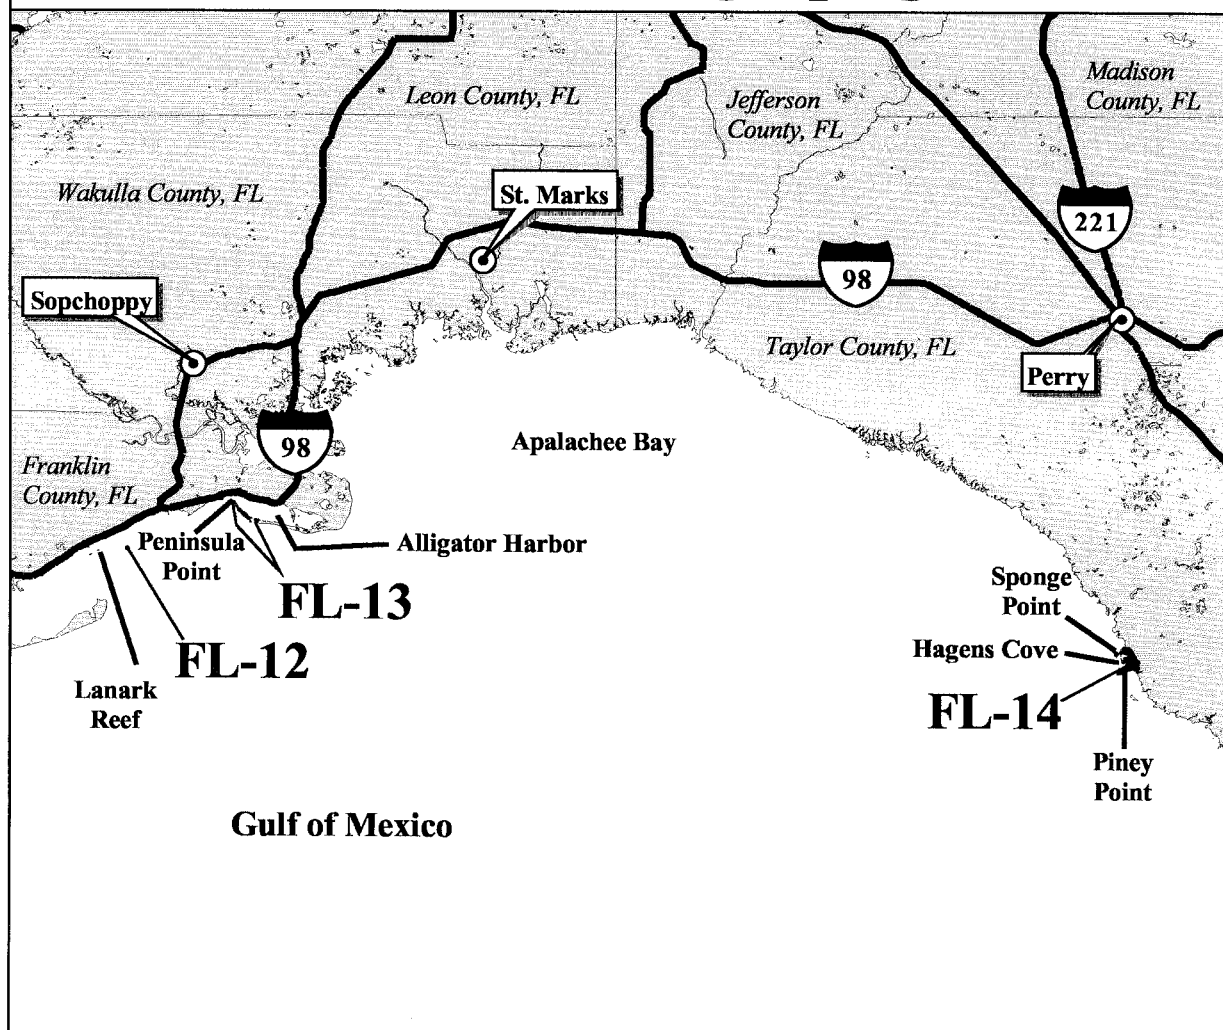 Leon County, FL
Jefferson
County, FL
Madison
County, FL
Wakulla County, FL
St. Marks
221
98
Sopchoppy
Taylor County, FL
Perry
98
Apalachee Bay
Franklin
County, FL
Peninsula
Point
Alligator Harbor
FL-13
FL-12
Lanark
Reef
Sponge
Point
Hagens Cove
FL-14
Piney
Point
Gulf of Mexico